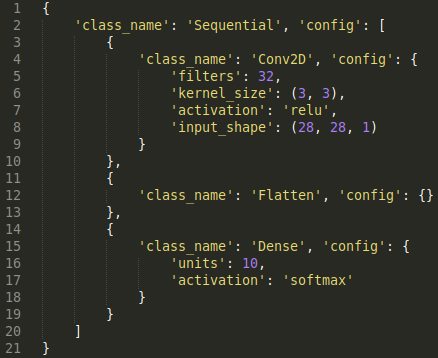 1 {
2     'class_name': 'Sequential', 'config': [
3         {
4             'class_name': 'Conv2D', 'config': {
5                 'filters': 32,
6                 'kernel_size': (3, 3),
7                 'activation': 'relu',
8                 'input_shape': (28, 28, 1)
9             }
10         },
11         {
12             'class_name': 'Flatten', 'config': {}
13         },
14         {
15             'class_name': 'Dense', 'config': {
16                 'units': 10,
17                 'activation': 'softmax'
18             }
19         }
20     ]
21 }